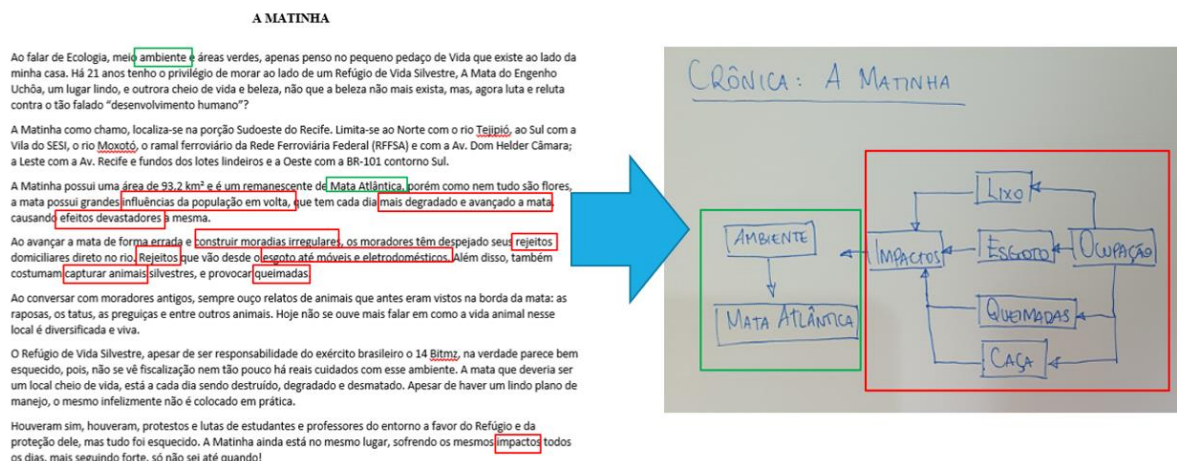 A MATINHA
Ao falar de Ecologia, meio ambiente e áreas verdes, apenas penso no pequeno pedaço de Vida que existe ao lado da
minha casa. Há 21 anos tenho o privilégio de morar ao lado de um Refúgio de Vida Silvestre, A Mata do Engenho
Uchôa, um lugar lindo, e outrora cheio de vida e beleza, não que a beleza não mais exista, mas, agora luta e reluta
contra o tão falado “desenvolvimento humano”?
A Matinha como chamo, localiza-se na porção Sudoeste do Recife. Limita-se ao Norte com o rio Tejipió, ao Sul com a
Vila do SESI, o rio Moxotó, o ramal ferroviário da Rede Ferroviária Federal (RFFSA) e com a Av. Dom Helder Câmara;
a Leste com a Av. Recife e fundos dos lotes lindeiros e a Oeste com a BR-101 contorno Sul.
A Matinha possui uma área de 93,2 km² e é um remanescente de Mata Atlântica, porém como nem tudo são flores,
a mata possui grandes influências da população em volta, que tem cada dia mais degradado e avançado a mata,
causando efeitos devastadores a mesma.
Ao avançar a mata de forma errada e construir moradias irregulares, os moradores têm despejado seus rejeitos
domiciliares direto no rio. Rejeitos que vão desde o esgoto até móveis e eletrodomésticos. Além disso, também
costumam capturar animais silvestres, e provocar queimadas.
Ao conversar com moradores antigos, sempre ouço relatos de animais que antes eram vistos na borda da mata: as
raposas, os tatus, as preguiças e entre outros animais. Hoje não se ouve mais falar em como a vida animal nesse
local é diversificada e viva.
O Refúgio de Vida Silvestre, apesar de ser responsabilidade do exército brasileiro o 14 Bitmz, na verdade parece bem
esquecido, pois, não se vê fiscalização nem tão pouco há reais cuidados com esse ambiente. A mata que deveria ser
um local cheio de vida, está a cada dia sendo destruído, degradado e desmatado. Apesar de haver um lindo plano de
manejo, o mesmo infelizmente não é colocado em prática.
Houveram sim, houveram, protestos e lutas de estudantes e professores do entorno a favor do Refúgio e da
proteção dele, mas tudo foi esquecido. A Matinha ainda está no mesmo lugar, sofrendo os mesmos impactos todos
os dias, mais seguindo forte, só não sei até quando!
CRÔNICA: A MATINHA
LIXO
AMBIENTE
IMPACTOS
ESGOTO
OCUPAÇÃO
MATA ATLÂNTICA
QUEIMADAS
CAÇA